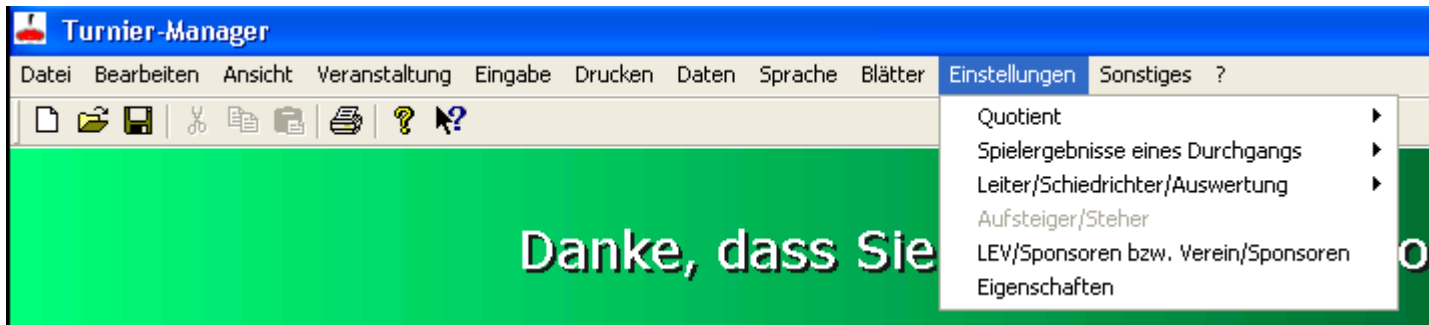 Turnier-Manager
Datei Bearbeiten Ansicht Veranstaltung Eingabe Drucken Daten Sprache Blätter Einstellungen Sonstiges ?
Quotient
Spielergebnisse eines Durchgangs
Leiter/Schiedrichter/Auswertung
Aufsteiger/Steher
LEV/Sponsoren bzw. Verein/Sponsoren
Eigenschaften
Danke, dass Sie